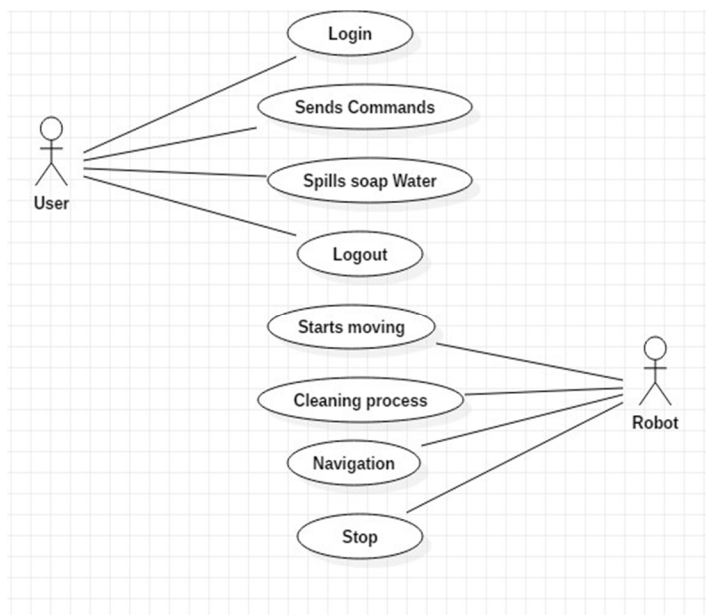 Login
Sends Commands
Spills soap Water
User
Logout
Starts moving
Cleaning process
Robot
Navigation
Stop